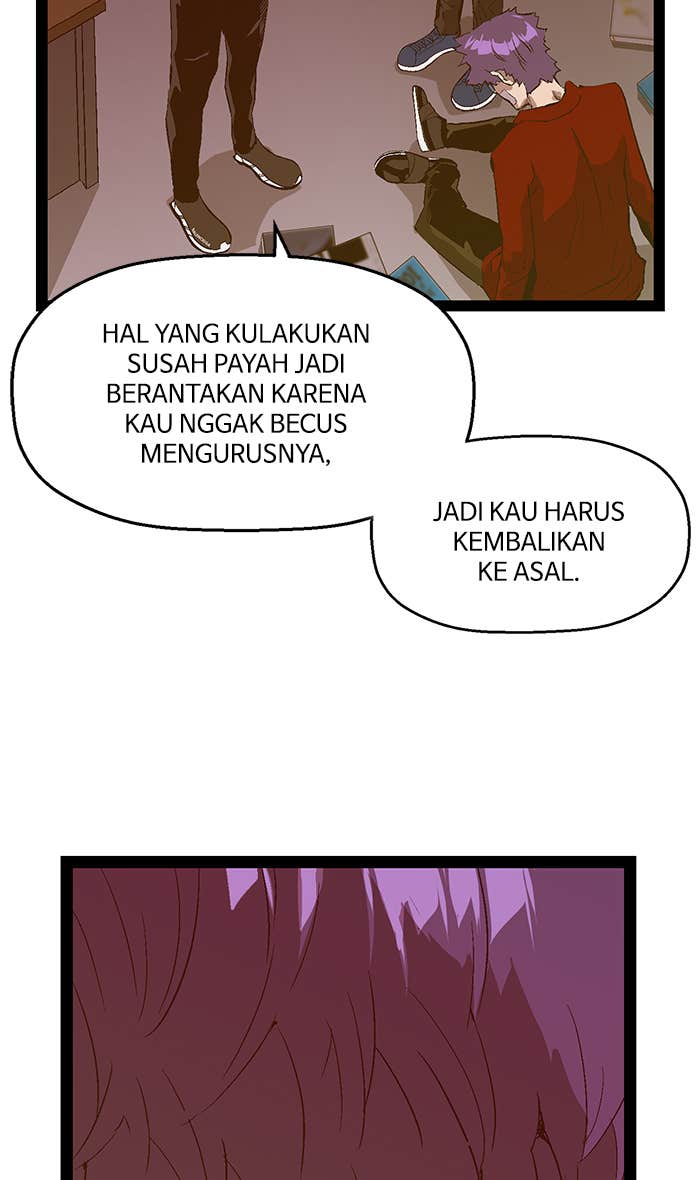 HAL YANG KULAKUKAN
SUSAH PAYAH JADI
BERANTAKAN KARENA
KAU NGGAK BECUS
MENGURUSNYA,
JADI KAU HARUS
KEMBALIKAN
KE ASAL.